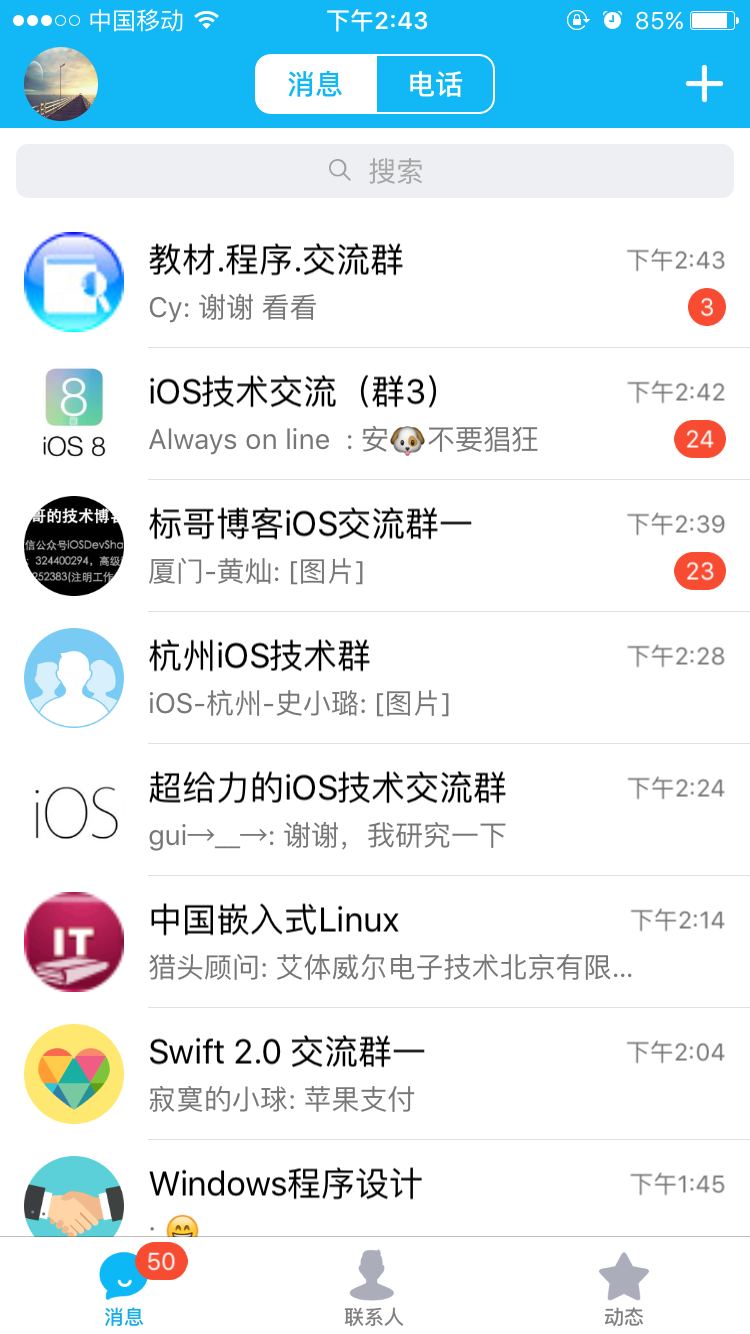 中国移动 下午2:43 85%
消息 电话
搜索
教材.程序.交流群 下午2:43
Cy: 谢谢 看看 3
8
iOS 8
iOS技术交流（群3） 下午2:42
Always on line : 安🐶不要猖狂 24
哥的技术博客
信公众号iOSDevSha
: 324400294，高级
252383(注明工作
标哥博客iOS交流群一 下午2:39
厦门-黄灿: [图片] 23
杭州iOS技术群 下午2:28
iOS-杭州-史小璐: [图片]
iOS
超给力的iOS技术交流群 下午2:24
gui→__→: 谢谢，我研究一下
IT
中国嵌入式Linux 下午2:14
猎头顾问: 艾体威尔电子技术北京有限...
Swift 2.0 交流群一 下午2:04
寂寞的小球: 苹果支付
Windows程序设计 下午1:45
: 😄
50
消息 联系人 动态